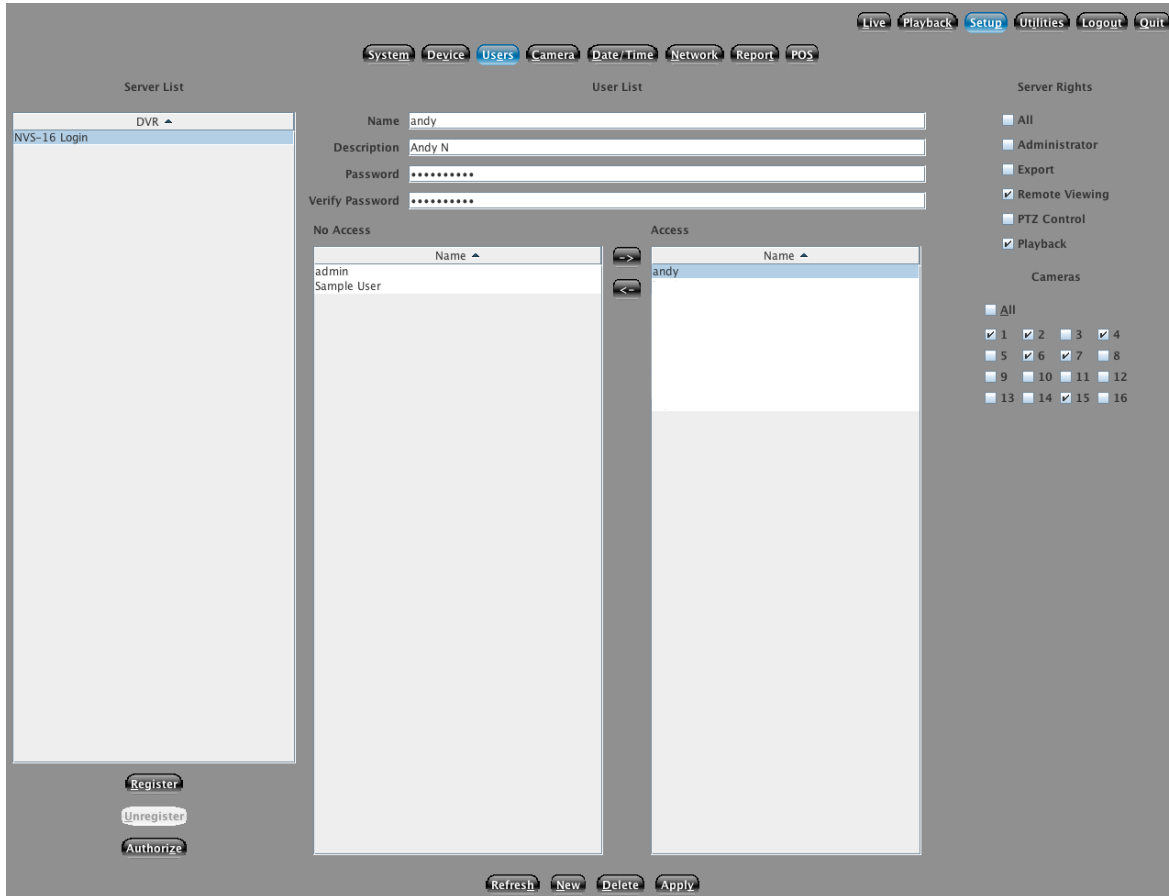 Live Playback Setup Utilities Logout Quit
System Device Users Camera Date/Time Network Report POS
Server List
User List
Server Rights
DVR
NVS-16 Login
Name andy
Description Andy N
Password ••••••••••
Verify Password ••••••••••
No Access
Access
Name
admin
Sample User
->
<-
Name
andy
All
Administrator
Export
Remote Viewing
PTZ Control
Playback
Cameras
All
1 2 3 4
5 6 7 8
9 10 11 12
13 14 15 16
Register
Unregister
Authorize
Refresh New Delete Apply